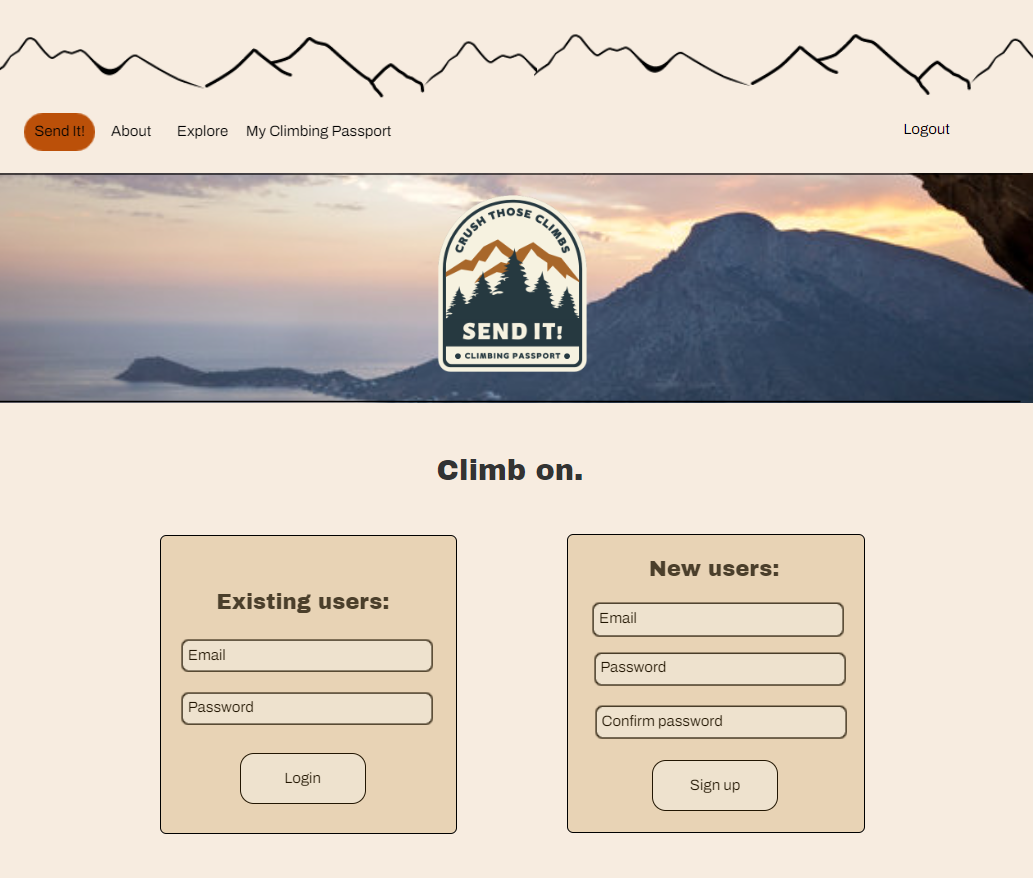 Send It! About Explore My Climbing Passport Logout
CRUSH THOSE CLIMBS
SEND IT!
• CLIMBING PASSPORT •
Climb on.
Existing users:
Email
Password
Login
New users:
Email
Password
Confirm password
Sign up